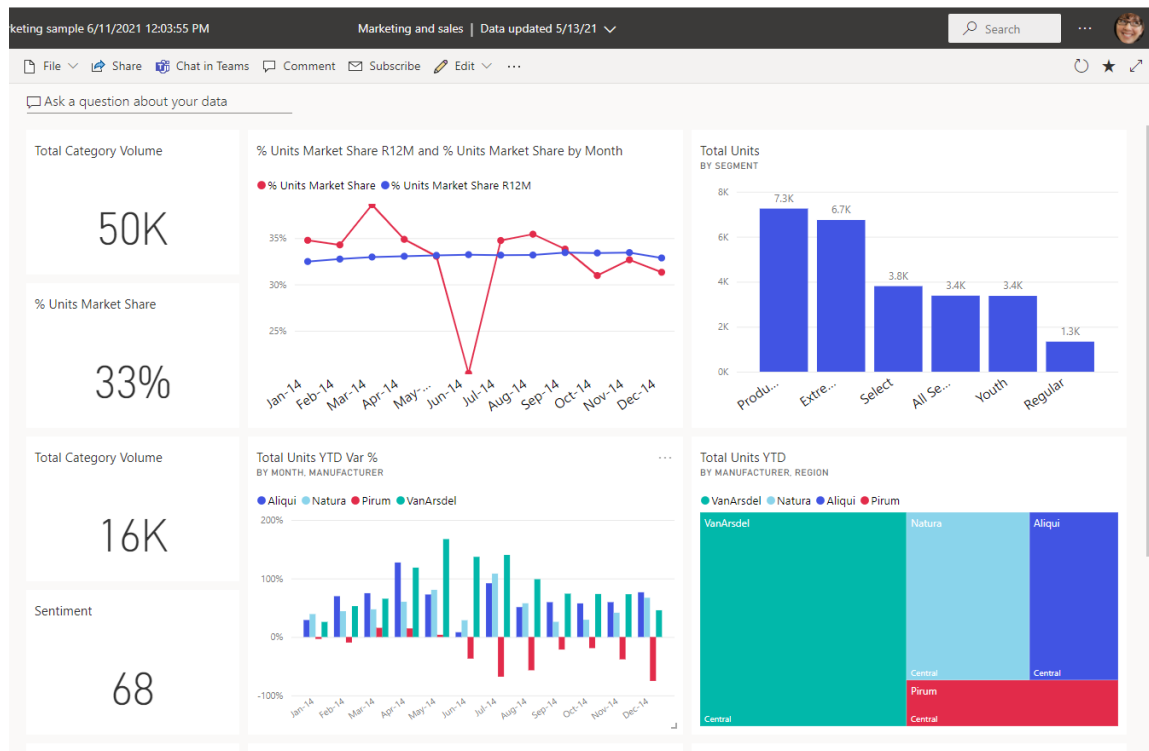 keting sample 6/11/2021 12:03:55 PM
Marketing and sales | Data updated 5/13/21
Search
File Share Chat in Teams Comment Subscribe Edit ...
Ask a question about your data
Total Category Volume
50K
% Units Market Share R12M and % Units Market Share by Month
% Units Market Share % Units Market Share R12M
35%
30%
25%
Jan-14 Feb-14 Mar-14 Apr-14 May-... Jun-14 Jul-14 Aug-14 Sep-14 Oct-14 Nov-14 Dec-14
Total Units
BY SEGMENT
8K
6K
4K
2K
0K
7.3K 6.7K 3.8K 3.4K 3.4K 1.3K
Produ... Extre... Select All Se... Youth Regular
% Units Market Share
33%
Total Category Volume
16K
Total Units YTD Var %
BY MONTH, MANUFACTURER
Aliqui Natura Pirum VanArsdel
200%
100%
0%
-100%
Jan-14 Feb-14 Mar-14 Apr-14 May-14 Jun-14 Jul-14 Aug-14 Sep-14 Oct-14 Nov-14 Dec-14
Total Units YTD
BY MANUFACTURER, REGION
VanArsdel Natura Aliqui Pirum
VanArsdel
Central
Natura
Central
Aliqui
Central
Pirum
Central
Sentiment
68